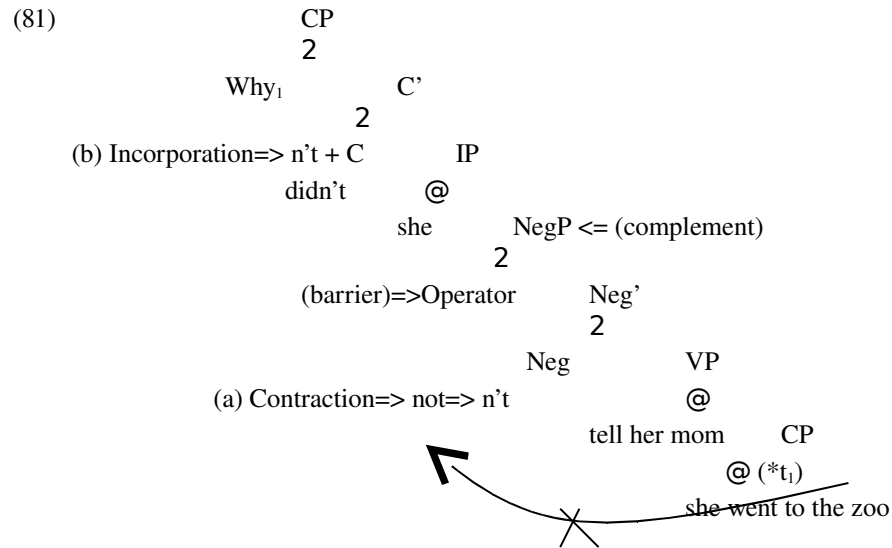 (81) CP
2
Why₁ C’
2
(b) Incorporation=> n’t + C IP
didn’t @
she NegP <= (complement)
2
(barrier)=>Operator Neg’
2
Neg VP
(a) Contraction=> not=> n’t @
tell her mom CP
@ (*t₁)
she went to the zoo